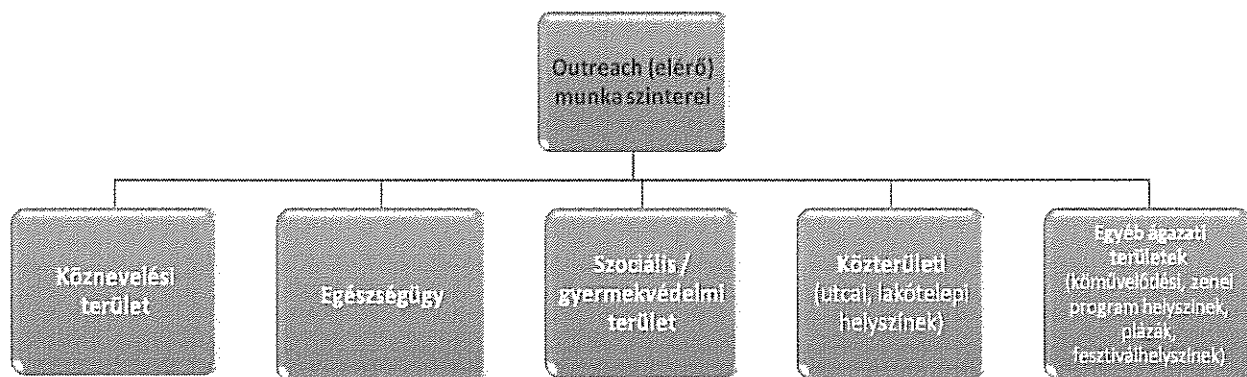 Outreach (elérő)
munka színterei
Köznevelési
terület
Egészségügy
Szociális /
gyermekvédelmi
terület
Közterületi
(utcai, lakótelepi
helyszínek)
Egyéb ágazati
területek
(közművelődési, zenei
program helyszínek,
plázák,
fesztiválhelyszínek)